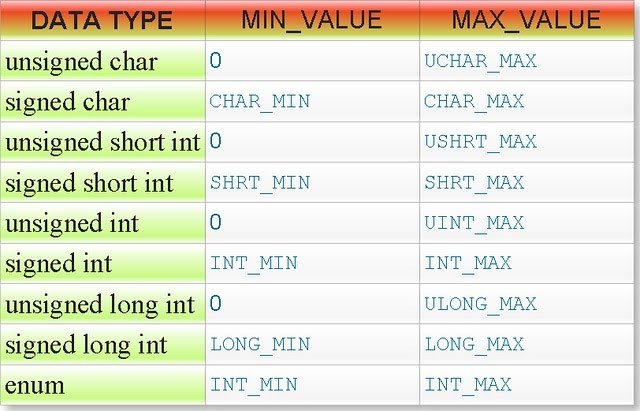 DATA TYPE MIN_VALUE MAX_VALUE
unsigned char 0 UCHAR_MAX
signed char CHAR_MIN CHAR_MAX
unsigned short int 0 USHRT_MAX
signed short int SHRT_MIN SHRT_MAX
unsigned int 0 UINT_MAX
signed int INT_MIN INT_MAX
unsigned long int 0 ULONG_MAX
signed long int LONG_MIN LONG_MAX
enum INT_MIN INT_MAX